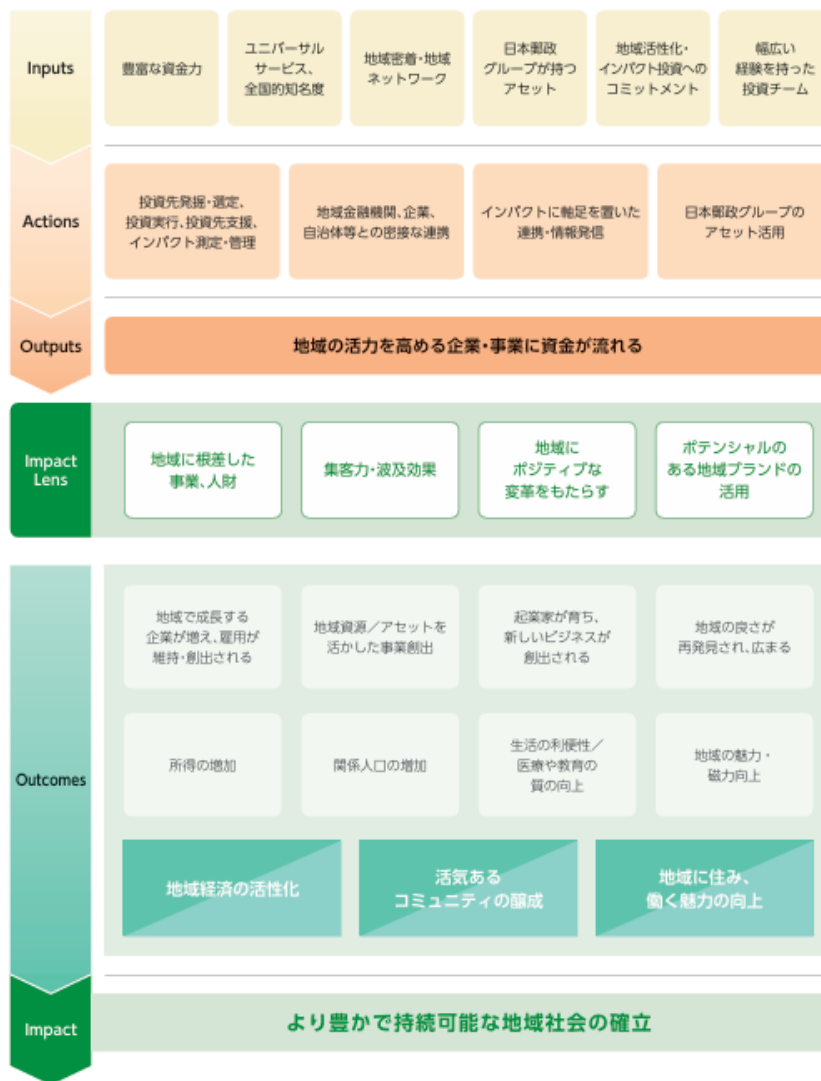 Inputs
豊富な資金力
ユニバーサル
サービス、
全国的知名度
地域密着・地域
ネットワーク
日本郵政
グループが持つ
アセット
地域活性化・
インパクト投資への
コミットメント
幅広い
経験を持った
投資チーム
Actions
投資先発掘・選定、
投資実行、投資先支援、
インパクト測定・管理
地域金融機関、企業、
自治体等との密接な連携
インパクトに軸足を置いた
連携・情報発信
日本郵政グループの
アセット活用
Outputs
地域の活力を高める企業・事業に資金が流れる
Impact
Lens
地域に根差した
事業、人財
集客力・波及効果
地域に
ポジティブな
変革をもたらす
ポテンシャルの
ある地域ブランドの
活用
Outcomes
地域で成長する
企業が増え、雇用が
維持・創出される
地域資源／アセットを
活かした事業創出
起業家が育ち、
新しいビジネスが
創出される
地域の良さが
再発見され、広まる
所得の増加
関係人口の増加
生活の利便性／
医療や教育の
質の向上
地域の魅力・
磁力向上
地域経済の活性化
活気ある
コミュニティの醸成
地域に住み、
働く魅力の向上
Impact
より豊かで持続可能な地域社会の確立